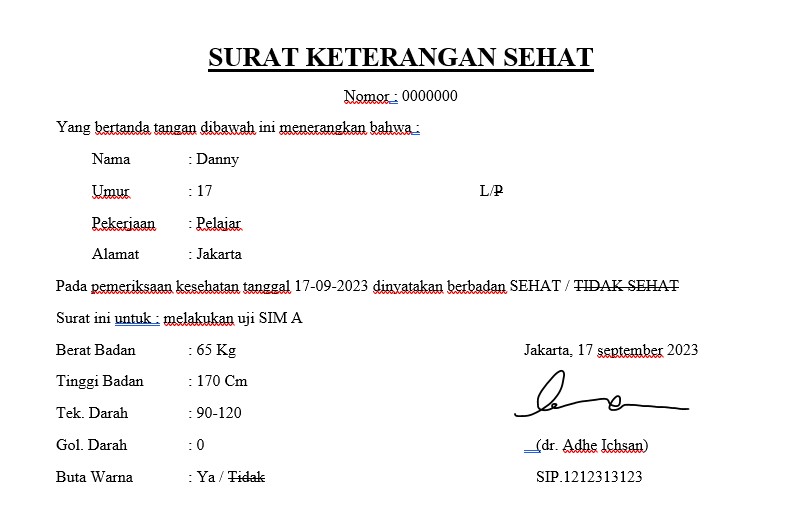 SURAT KETERANGAN SEHAT
Nomor : 0000000
Yang bertanda tangan dibawah ini menerangkan bahwa :
Nama : Danny
Umur : 17 L/P
Pekerjaan : Pelajar
Alamat : Jakarta
Pada pemeriksaan kesehatan tanggal 17-09-2023 dinyatakan berbadan SEHAT / TIDAK SEHAT
Surat ini untuk : melakukan uji SIM A
Berat Badan : 65 Kg Jakarta, 17 september 2023
Tinggi Badan : 170 Cm
Tek. Darah : 90-120
Gol. Darah : 0 (dr. Adhe Ichsan)
Buta Warna : Ya / Tidak SIP.1212313123